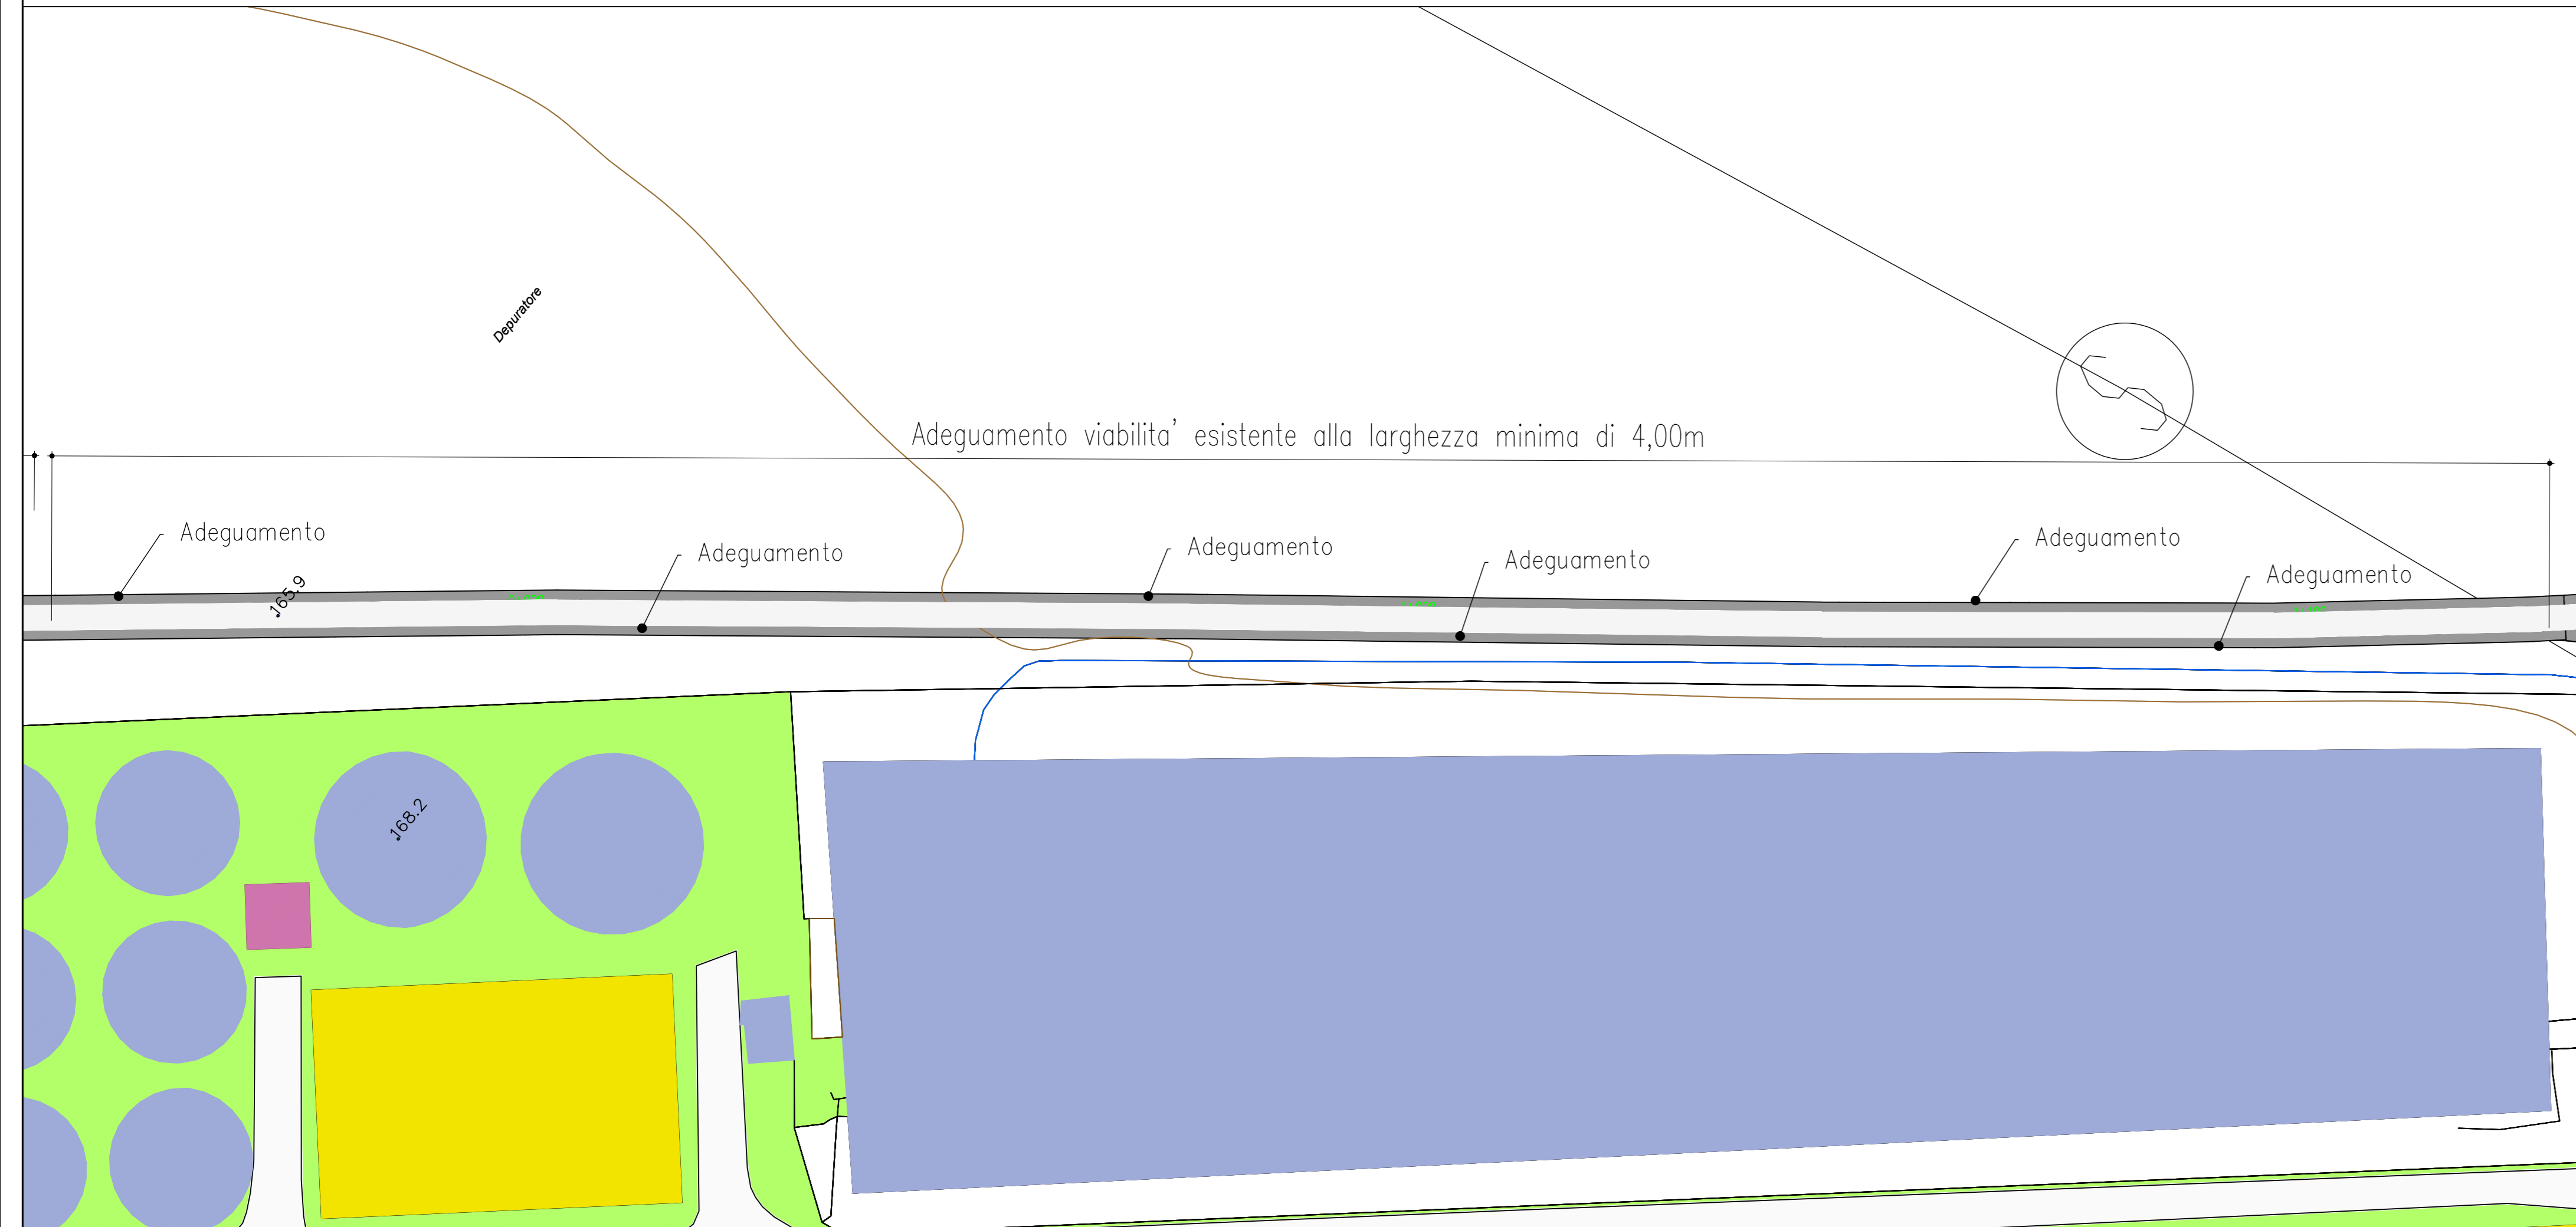 Depuratore
Adeguamento viabilita' esistente alla larghezza minima di 4,00m
Adeguamento
Adeguamento
Adeguamento
Adeguamento
Adeguamento
Adeguamento
165.9
168.2